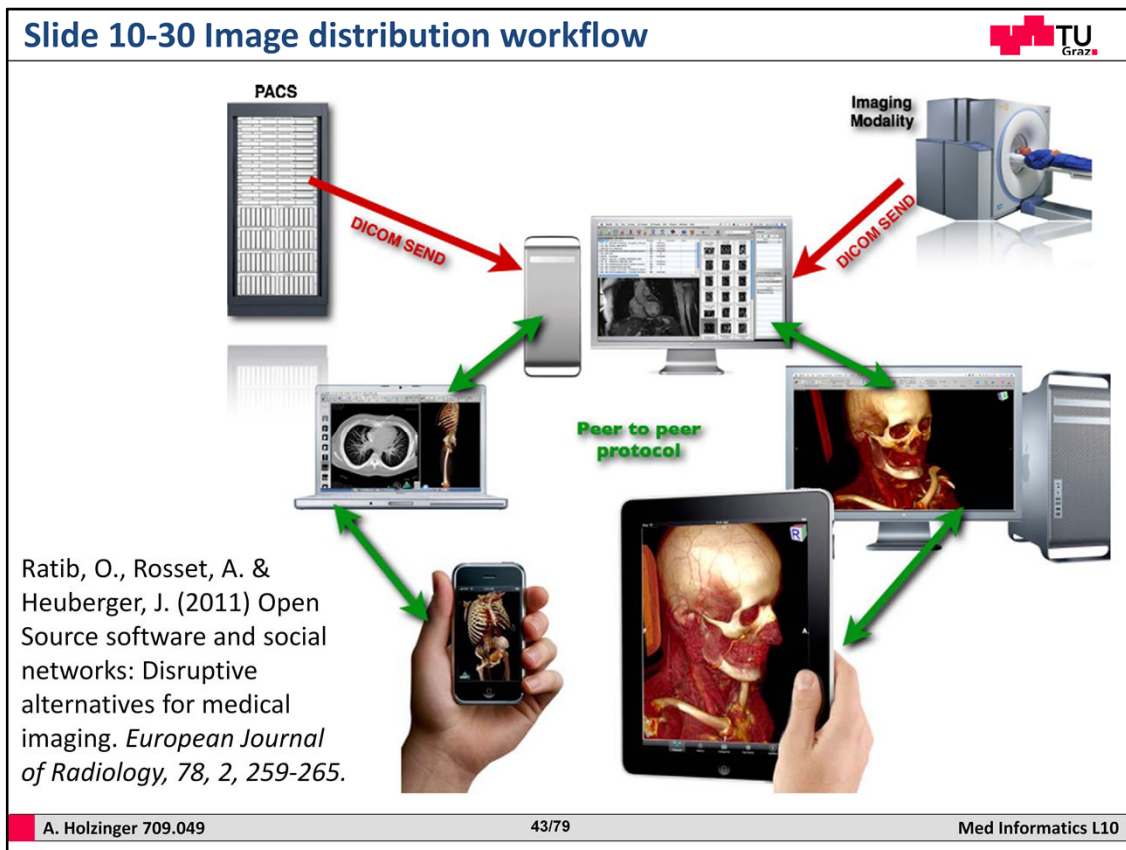 Slide 10-30 Image distribution workflow
TU
Graz
PACS
Imaging
Modality
DICOM SEND
DICOM SEND
Peer to peer
protocol
R
A
Ratib, O., Rosset, A. &
Heuberger, J. (2011) Open
Source software and social
networks: Disruptive
alternatives for medical
imaging. European Journal
of Radiology, 78, 2, 259-265.
A. Holzinger 709.049
43/79
Med Informatics L10